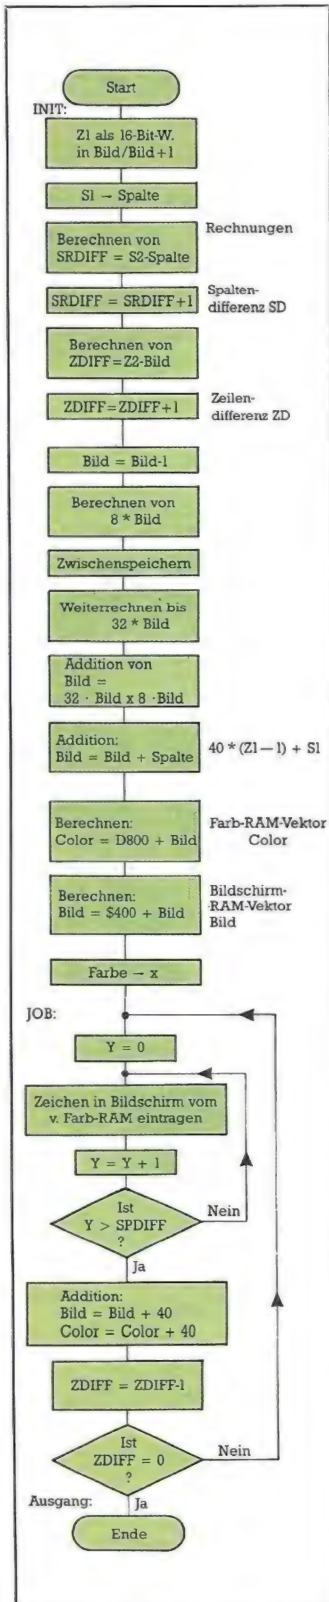 Start
INIT:
Z1 als 16-Bit-W.
in Bild/Bild+1
S1 – Spalte
Berechnen von
SRDIFF = S2-Spalte
Rechnungen
SRDIFF = SRDIFF+1
Spalten-
differenz SD
Berechnen von
ZDIFF=Z2-Bild
ZDIFF=ZDIFF+1
Zeilen-
differenz ZD
Bild = Bild-1
Berechnen von
8 * Bild
Zwischenspeichern
Weiterrechnen bis
32 * Bild
Addition von
Bild =
32 · Bild x 8 · Bild
Addition:
Bild = Bild + Spalte
40 * (Z1 — 1) + S1
Berechnen:
Color = D800 + Bild
Farb-RAM-Vektor
Color
Berechnen:
Bild = $400 + Bild
Bildschirm-
RAM-Vektor
Bild
Farbe – x
JOB:
Y = 0
Zeichen in Bildschirm vom
v. Farb-RAM eintragen
Y = Y + 1
Ist
Y > SPDIFF
?
Nein
Ja
Addition:
Bild = Bild + 40
Color = Color + 40
ZDIFF = ZDIFF-1
Ist
ZDIFF = 0
?
Nein
Ausgang:
Ja
Ende